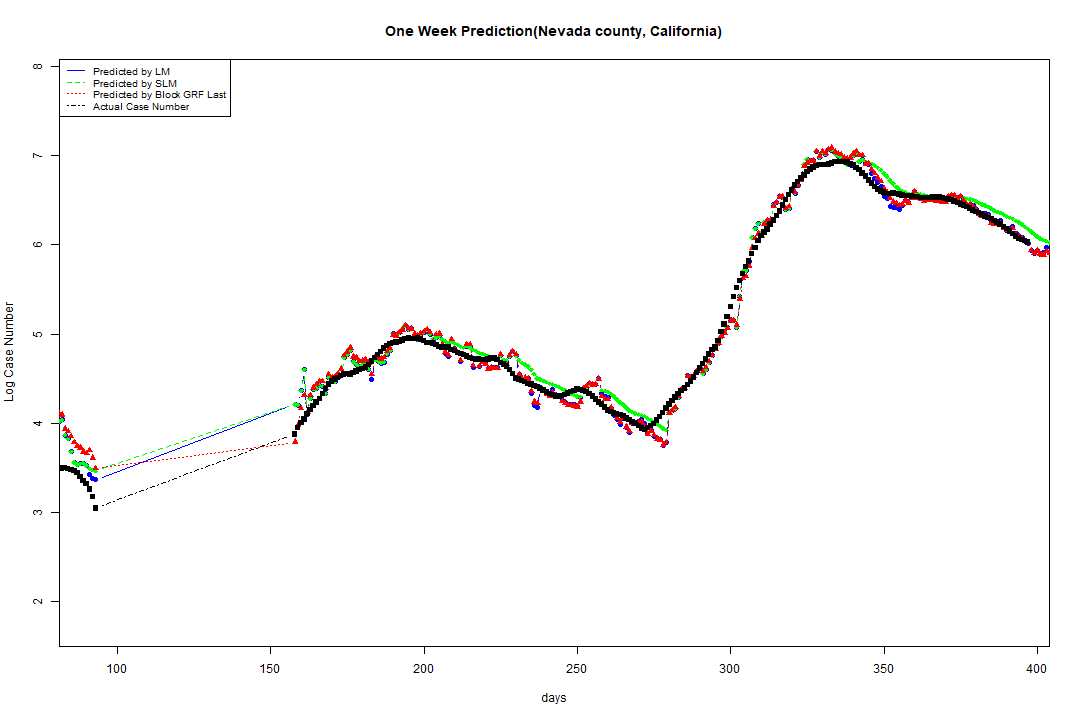 One Week Prediction(Nevada county, California)
Predicted by LM
Predicted by SLM
Predicted by Block GRF Last
Actual Case Number
8
7
6
5
4
3
2
Log Case Number
100 150 200 250 300 350 400
days